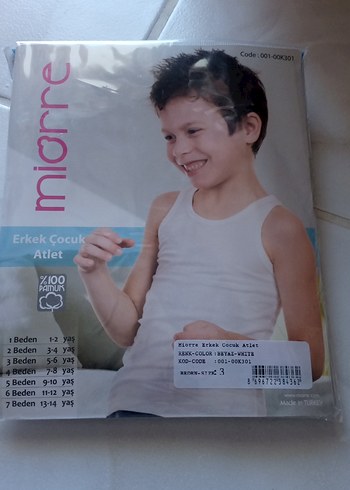 Code : 001-00K301
miorre
Erkek Çocuk
Atlet
%100
PAMUK
1 Beden 1-2 yaş
2 Beden 3-4 yaş
3 Beden 5-6 yaş
4 Beden 7-8 yaş
5 Beden 9-10 yaş
6 Beden 11-12 yaş
7 Beden 13-14 yaş
Miorre Erkek Çocuk Atlet
RENK-COLOR :BEYAZ-WHITE
KOD-CODE :001-00K301
BEDEN-SIZE: 3
Made in TURKEY